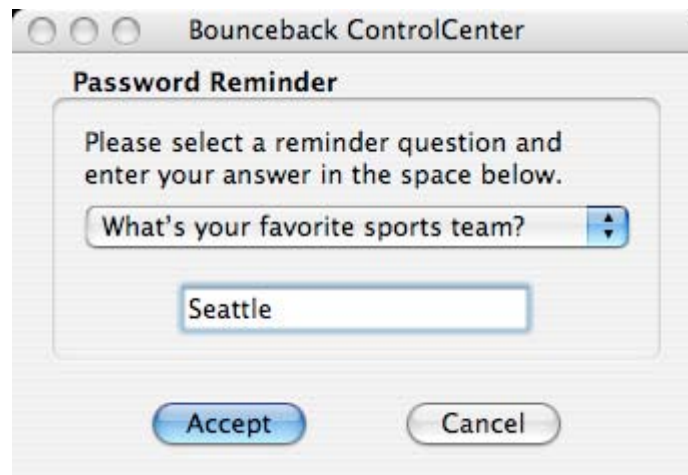 Bounceback ControlCenter
Password Reminder
Please select a reminder question and
enter your answer in the space below.
What's your favorite sports team?
Seattle
Accept Cancel